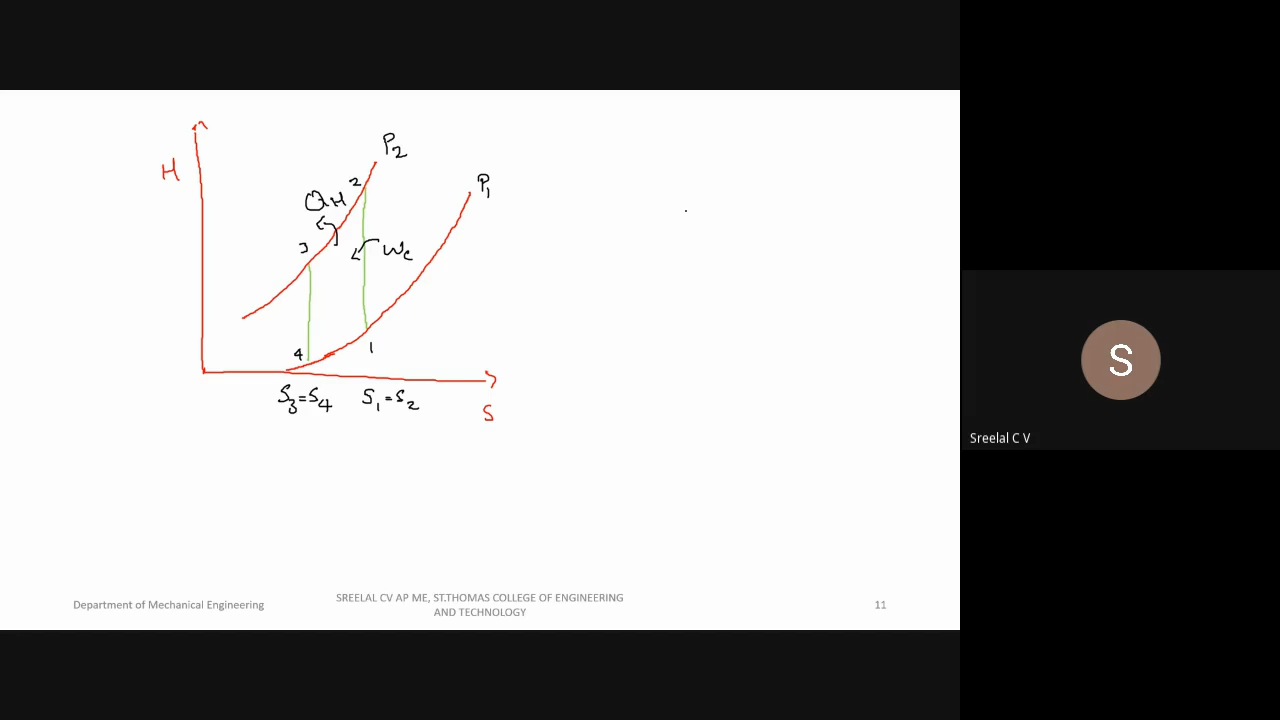 P2
H
P1
2
QH
3
Wc
4
1
S3=S4
S1=S2
S
S
Sreelal C V
Department of Mechanical Engineering
SREELAL CV AP ME, ST.THOMAS COLLEGE OF ENGINEERING
AND TECHNOLOGY
11